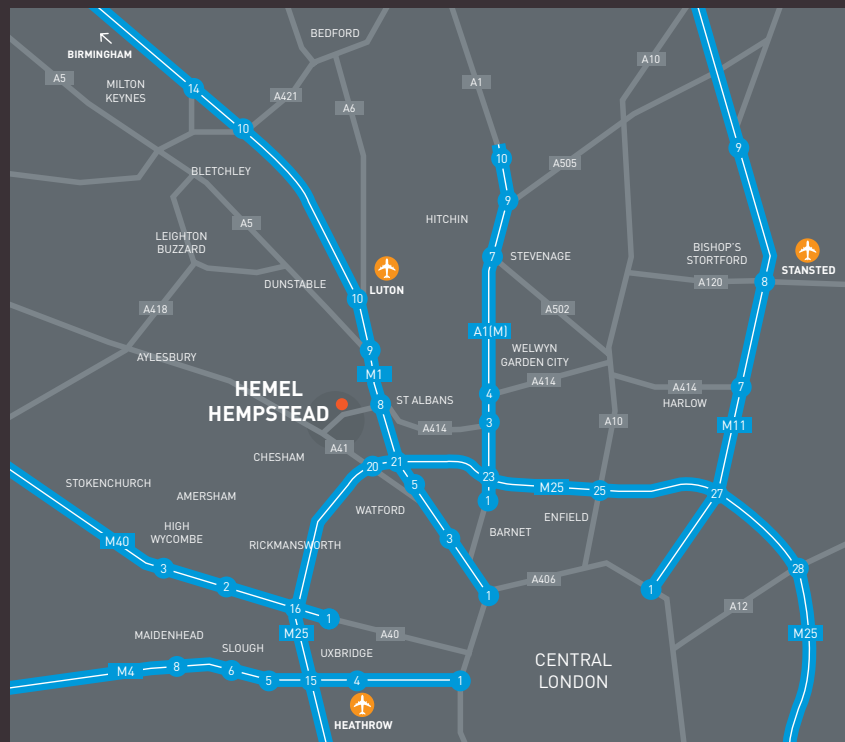 BEDFORD
BIRMINGHAM
A5
MILTON
KEYNES
14
A421
A6
A1
A10
10
10
A505
9
BLETCHLEY
9
HITCHIN
A5
LEIGHTON
BUZZARD
7
STEVENAGE
BISHOP'S
STORTFORD
STANSTED
DUNSTABLE
LUTON
8
A120
10
A418
A502
A1(M)
AYLESBURY
9
WELWYN
GARDEN CITY
M1
A414
A414
7
HEMEL
HEMPSTEAD
8
ST ALBANS
4
HARLOW
3
A414
A10
M11
A41
CHESHAM
20
21
23
STOKENCHURCH
5
M25
25
27
AMERSHAM
1
WATFORD
ENFIELD
HIGH
WYCOMBE
BARNET
M40
RICKMANSWORTH
3
3
28
A406
2
1
1
16
1
A12
MAIDENHEAD
M25
A40
M25
SLOUGH
UXBRIDGE
CENTRAL
LONDON
M4
8
6
5
15
4
1
HEATHROW